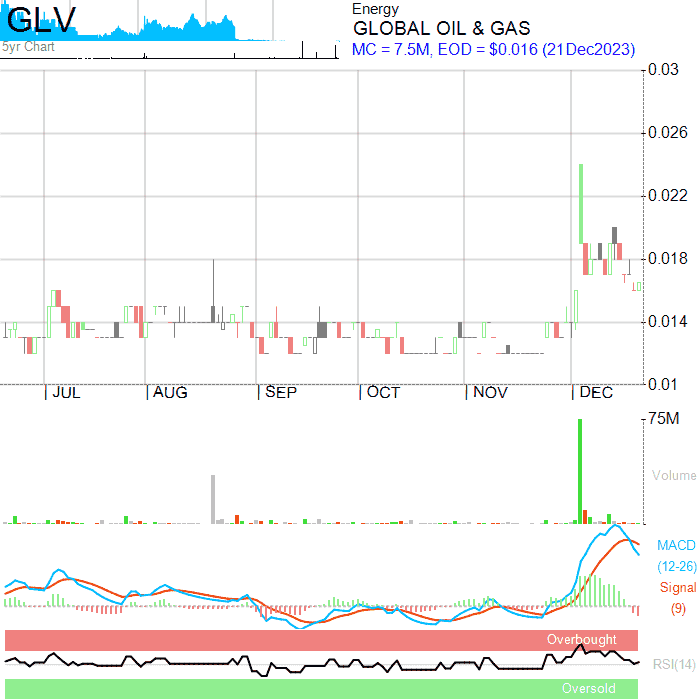 GLV
5yr Chart
Energy
GLOBAL OIL & GAS
MC = 7.5M, EOD = $0.016 (21Dec2023)
0.03
0.026
0.022
0.018
0.014
0.01
JUL
AUG
SEP
OCT
NOV
DEC
75M
Volume
MACD
(12-26)
Signal
(9)
Overbought
RSI(14)
Oversold